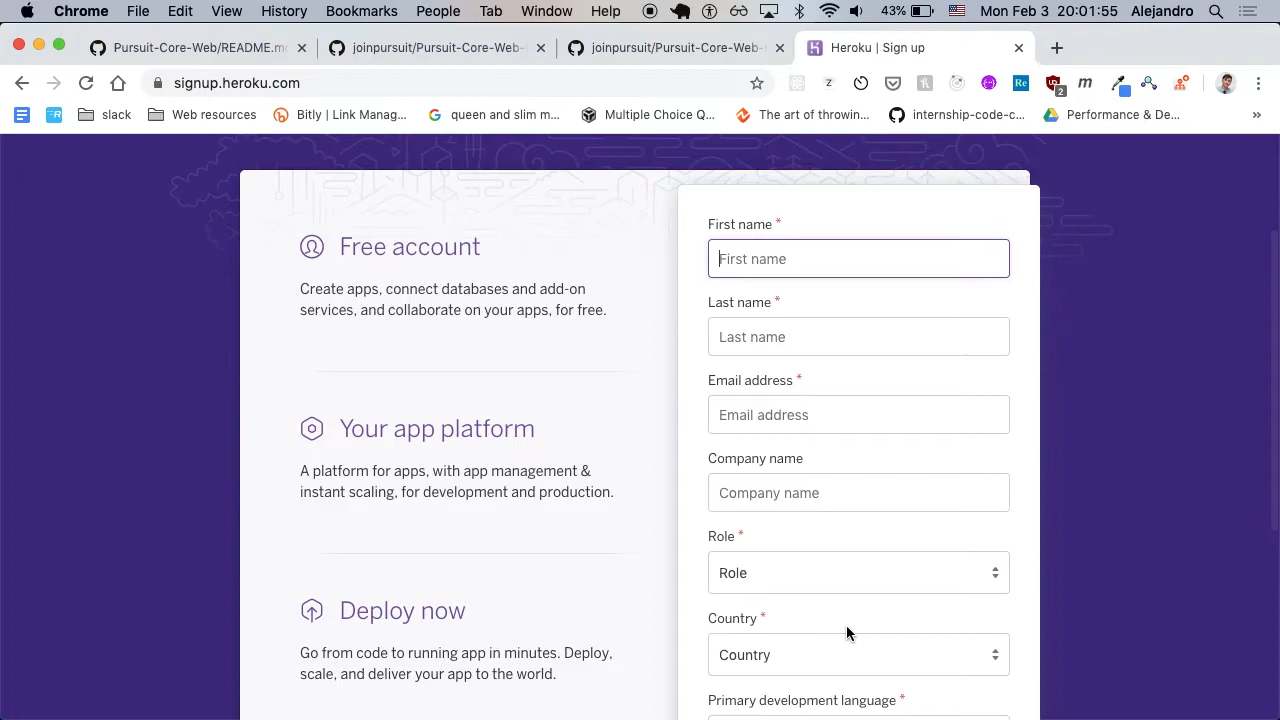 Chrome File Edit View History Bookmarks People Tab Window Help 43% Mon Feb 3 20:01:55 Alejandro
Pursuit-Core-Web/README.m
joinpursuit/Pursuit-Core-Web-
joinpursuit/Pursuit-Core-Web-
Heroku | Sign up
signup.heroku.com
Z
Re
2
m
slack
Web resources
Bitly | Link Manag...
queen and slim m...
Multiple Choice Q...
The art of throwin...
internship-code-c...
Performance & De...
»
Free account
Create apps, connect databases and add-on
services, and collaborate on your apps, for free.
Your app platform
A platform for apps, with app management &
instant scaling, for development and production.
Deploy now
Go from code to running app in minutes. Deploy,
scale, and deliver your app to the world.
First name *
First name
Last name *
Last name
Email address *
Email address
Company name
Company name
Role *
Role
Country *
Country
Primary development language *